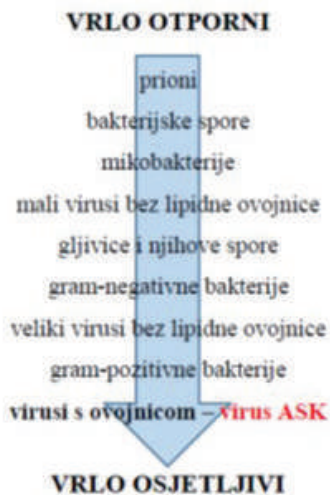 VRLO OTPORNI
prioni
bakterijske spore
mikobakterije
mali virusi bez lipidne ovojnice
gljivice i njihove spore
gram-negativne bakterije
veliki virusi bez lipidne ovojnice
gram-pozitivne bakterije
virusi s ovojnicom – virus ASK
VRLO OSJETLJIVI